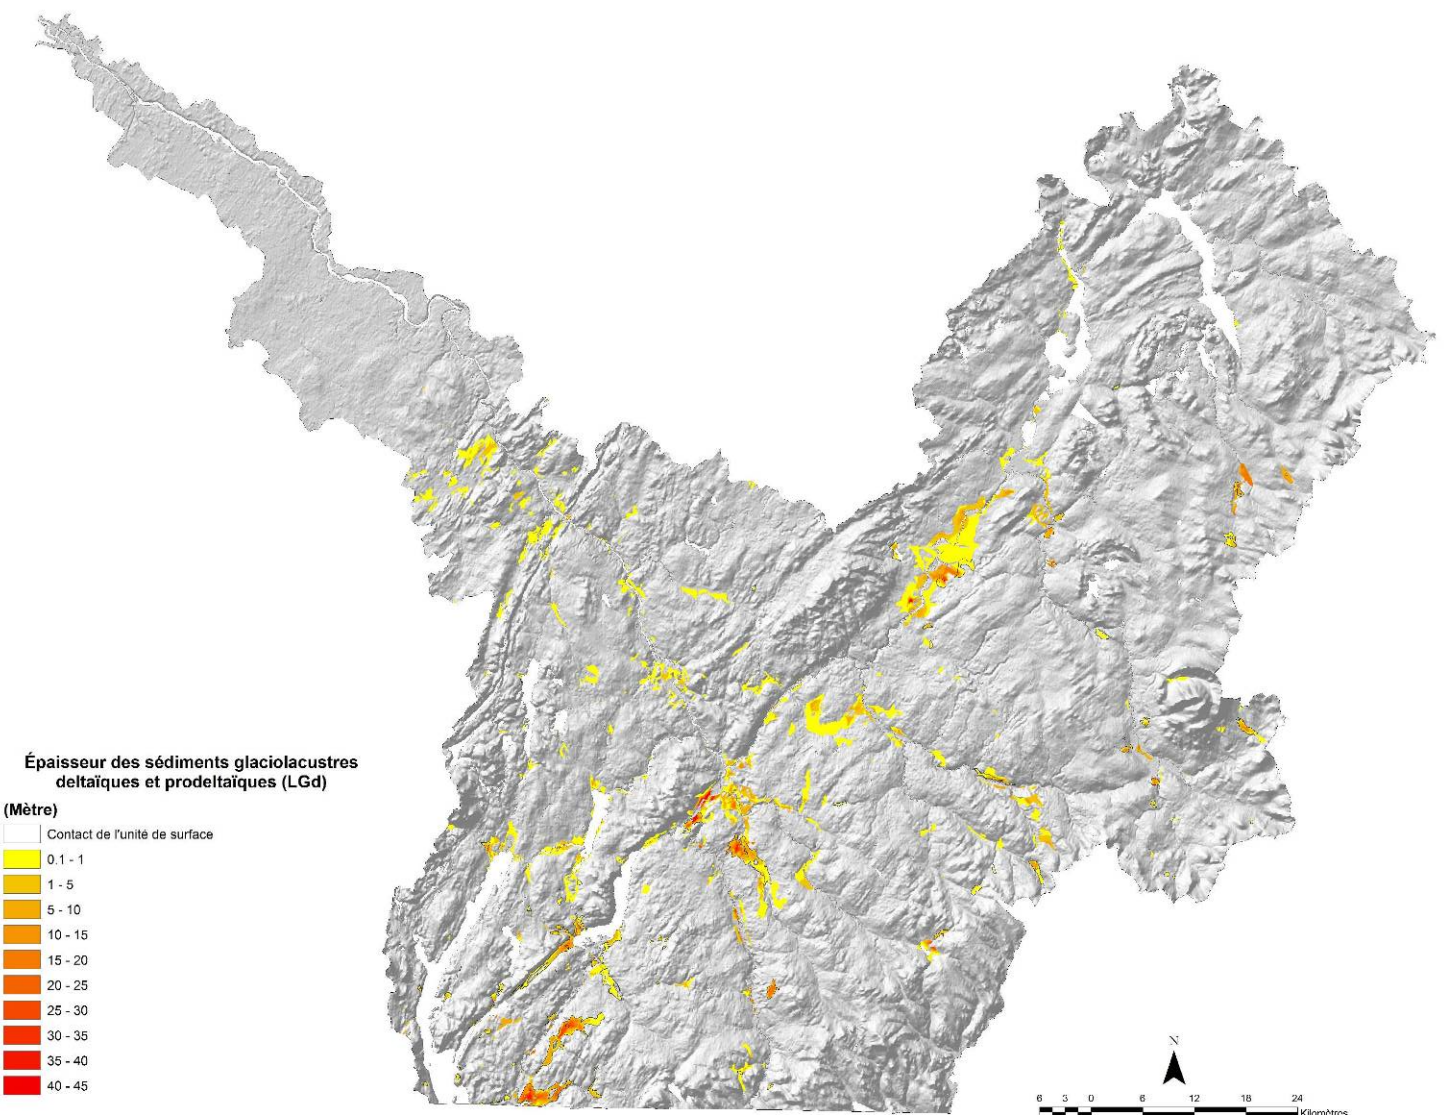 Épaisseur des sédiments glaciolacustres
deltaïques et prodeltaïques (LGd)
(Mètre)
Contact de l'unité de surface
0.1 - 1
1 - 5
5 - 10
10 - 15
15 - 20
20 - 25
25 - 30
30 - 35
35 - 40
40 - 45
N
6 3 0 6 12 18 24
Kilomètres